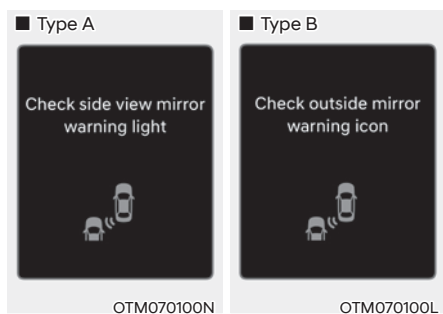 ■ Type A
Check side view mirror
warning light
OTM070100N
■ Type B
Check outside mirror
warning icon
OTM070100L